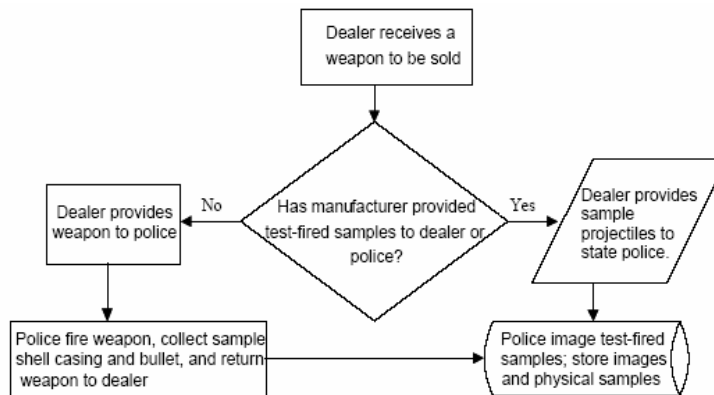 Dealer receives a
weapon to be sold
Has manufacturer provided
test-fired samples to dealer or
police?
No
Yes
Dealer provides
weapon to police
Dealer provides
sample
projectiles to
state police.
Police fire weapon, collect sample
shell casing and bullet, and return
weapon to dealer
Police image test-fired
samples; store images
and physical samples